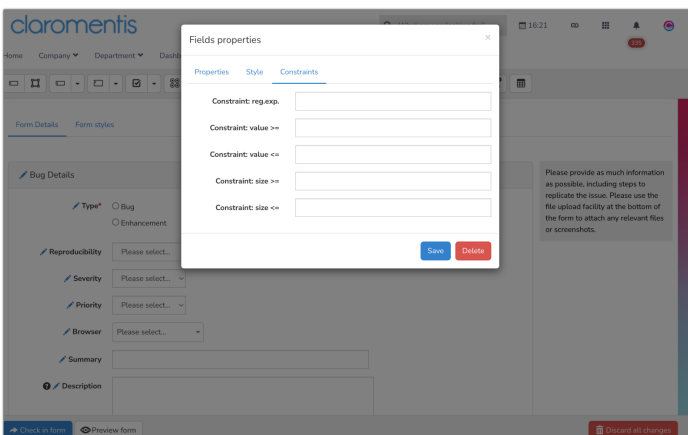 claromentis
16:21
335
Home Company Department
Fields properties
×
Properties Style Constraints
Constraint: reg.exp.
Constraint: value >=
Constraint: value <=
Constraint: size >=
Constraint: size <=
Save Delete
Form Details Form styles
Bug Details
Type*
Bug
Enhancement
Reproducibility Please select...
Severity Please select...
Priority Please select...
Browser Please select...
Summary
Description
Please provide as much information
as possible, including steps to
replicate the issue. Please use the
file upload facility at the bottom of
the form to attach any relevant files
or screenshots.
Check in form Preview form Discard all changes